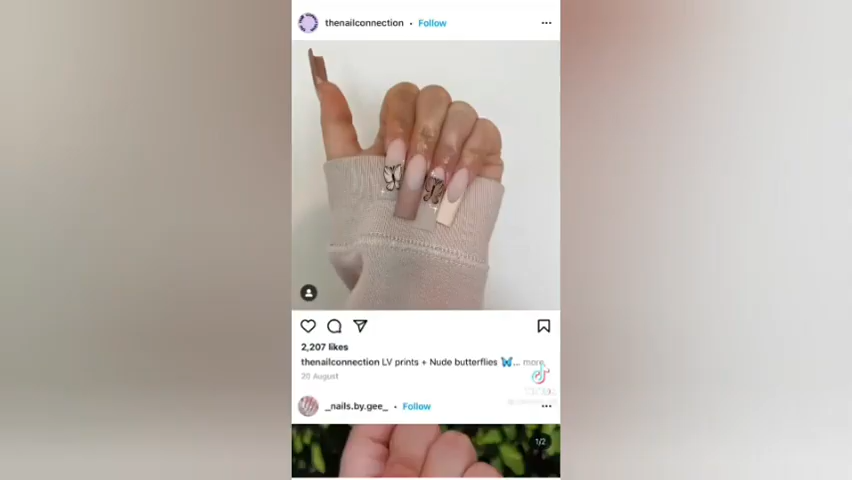 thenailconnection • Follow
2,207 likes
thenailconnection LV prints + Nude butterflies 🦋... more
20 August
_nails.by.gee_ • Follow
1/2